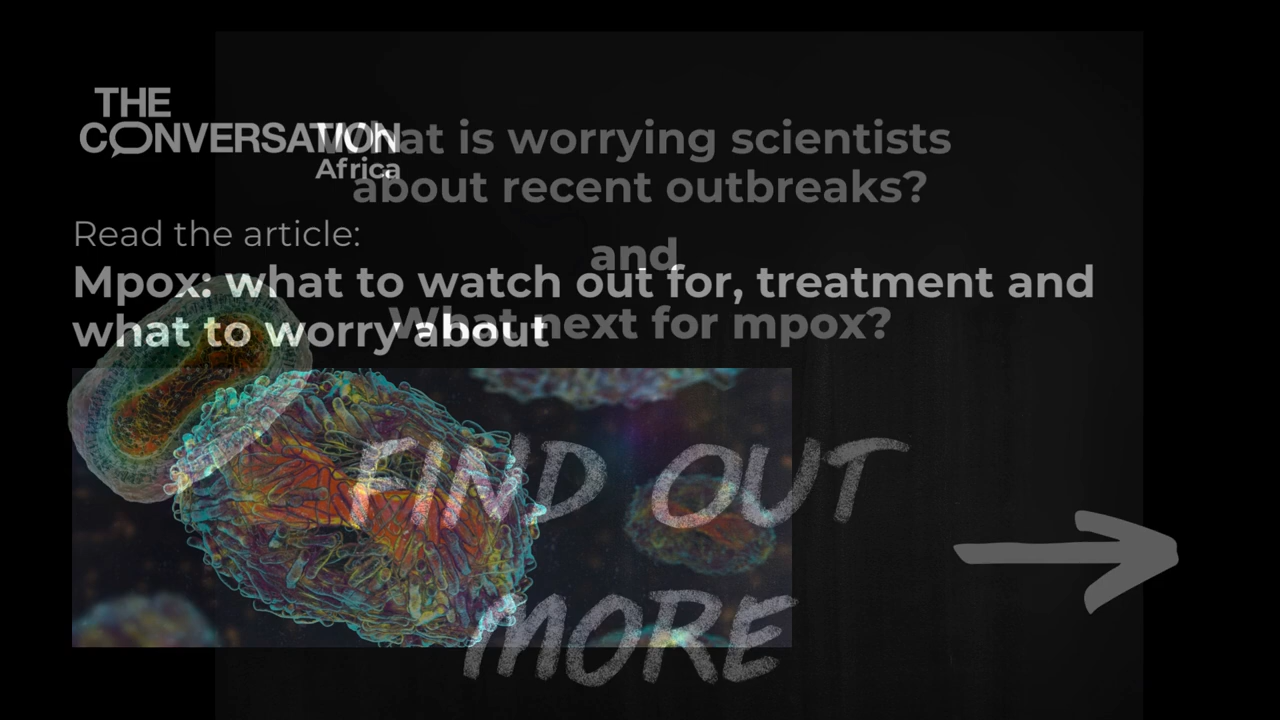 THE
CONVERSATION
Africa
What is worrying scientists
about recent outbreaks?
and
What next for mpox?
Read the article:
Mpox: what to watch out for, treatment and
what to worry about
FIND OUT
MORE